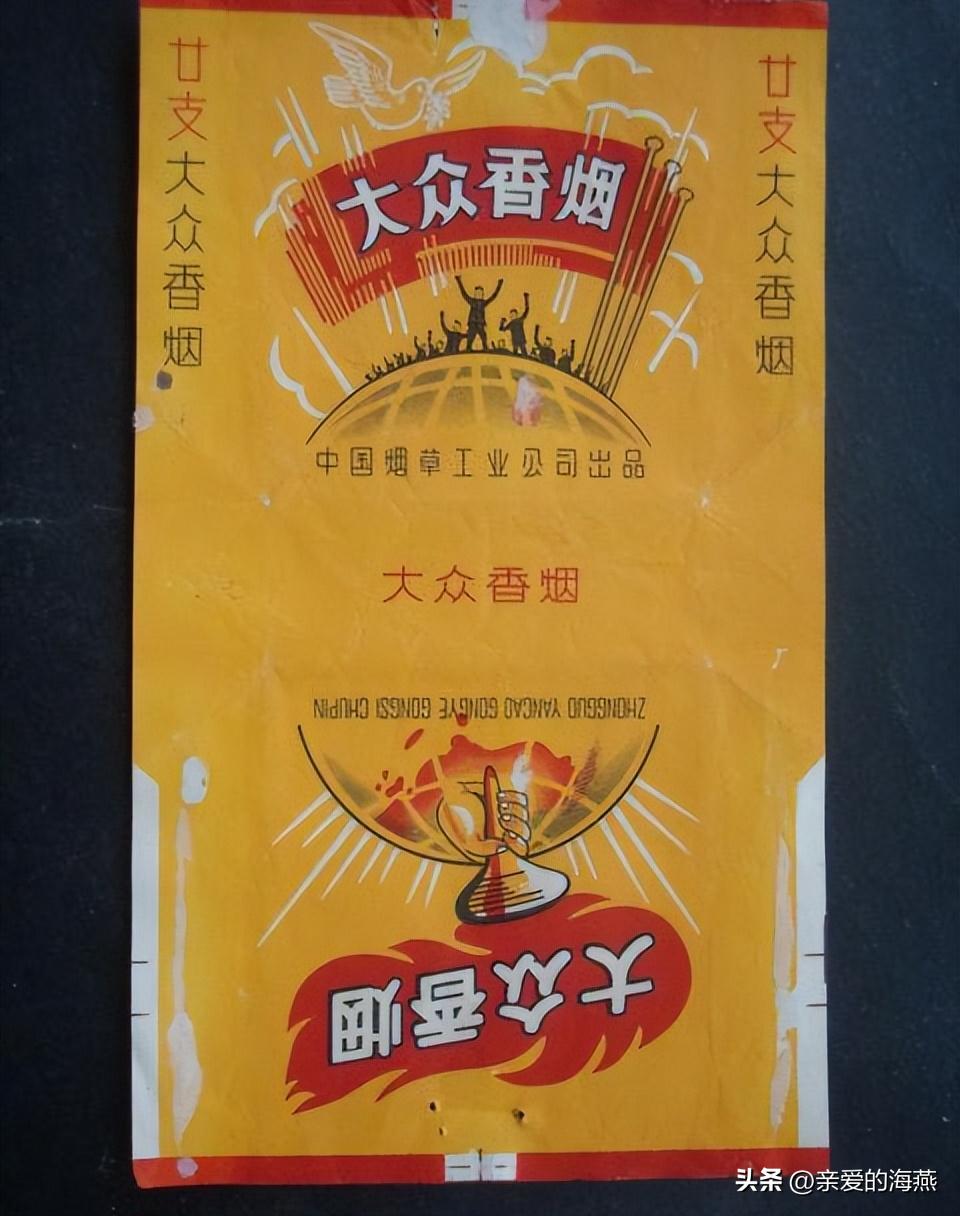 廿支大众香烟
大众香烟
廿支大众香烟
中国烟草工业公司出品
大众香烟
ZHONGGUO YANCAO GONGYE GONGSI CHUPIN
大众香烟
头条 @亲爱的海燕